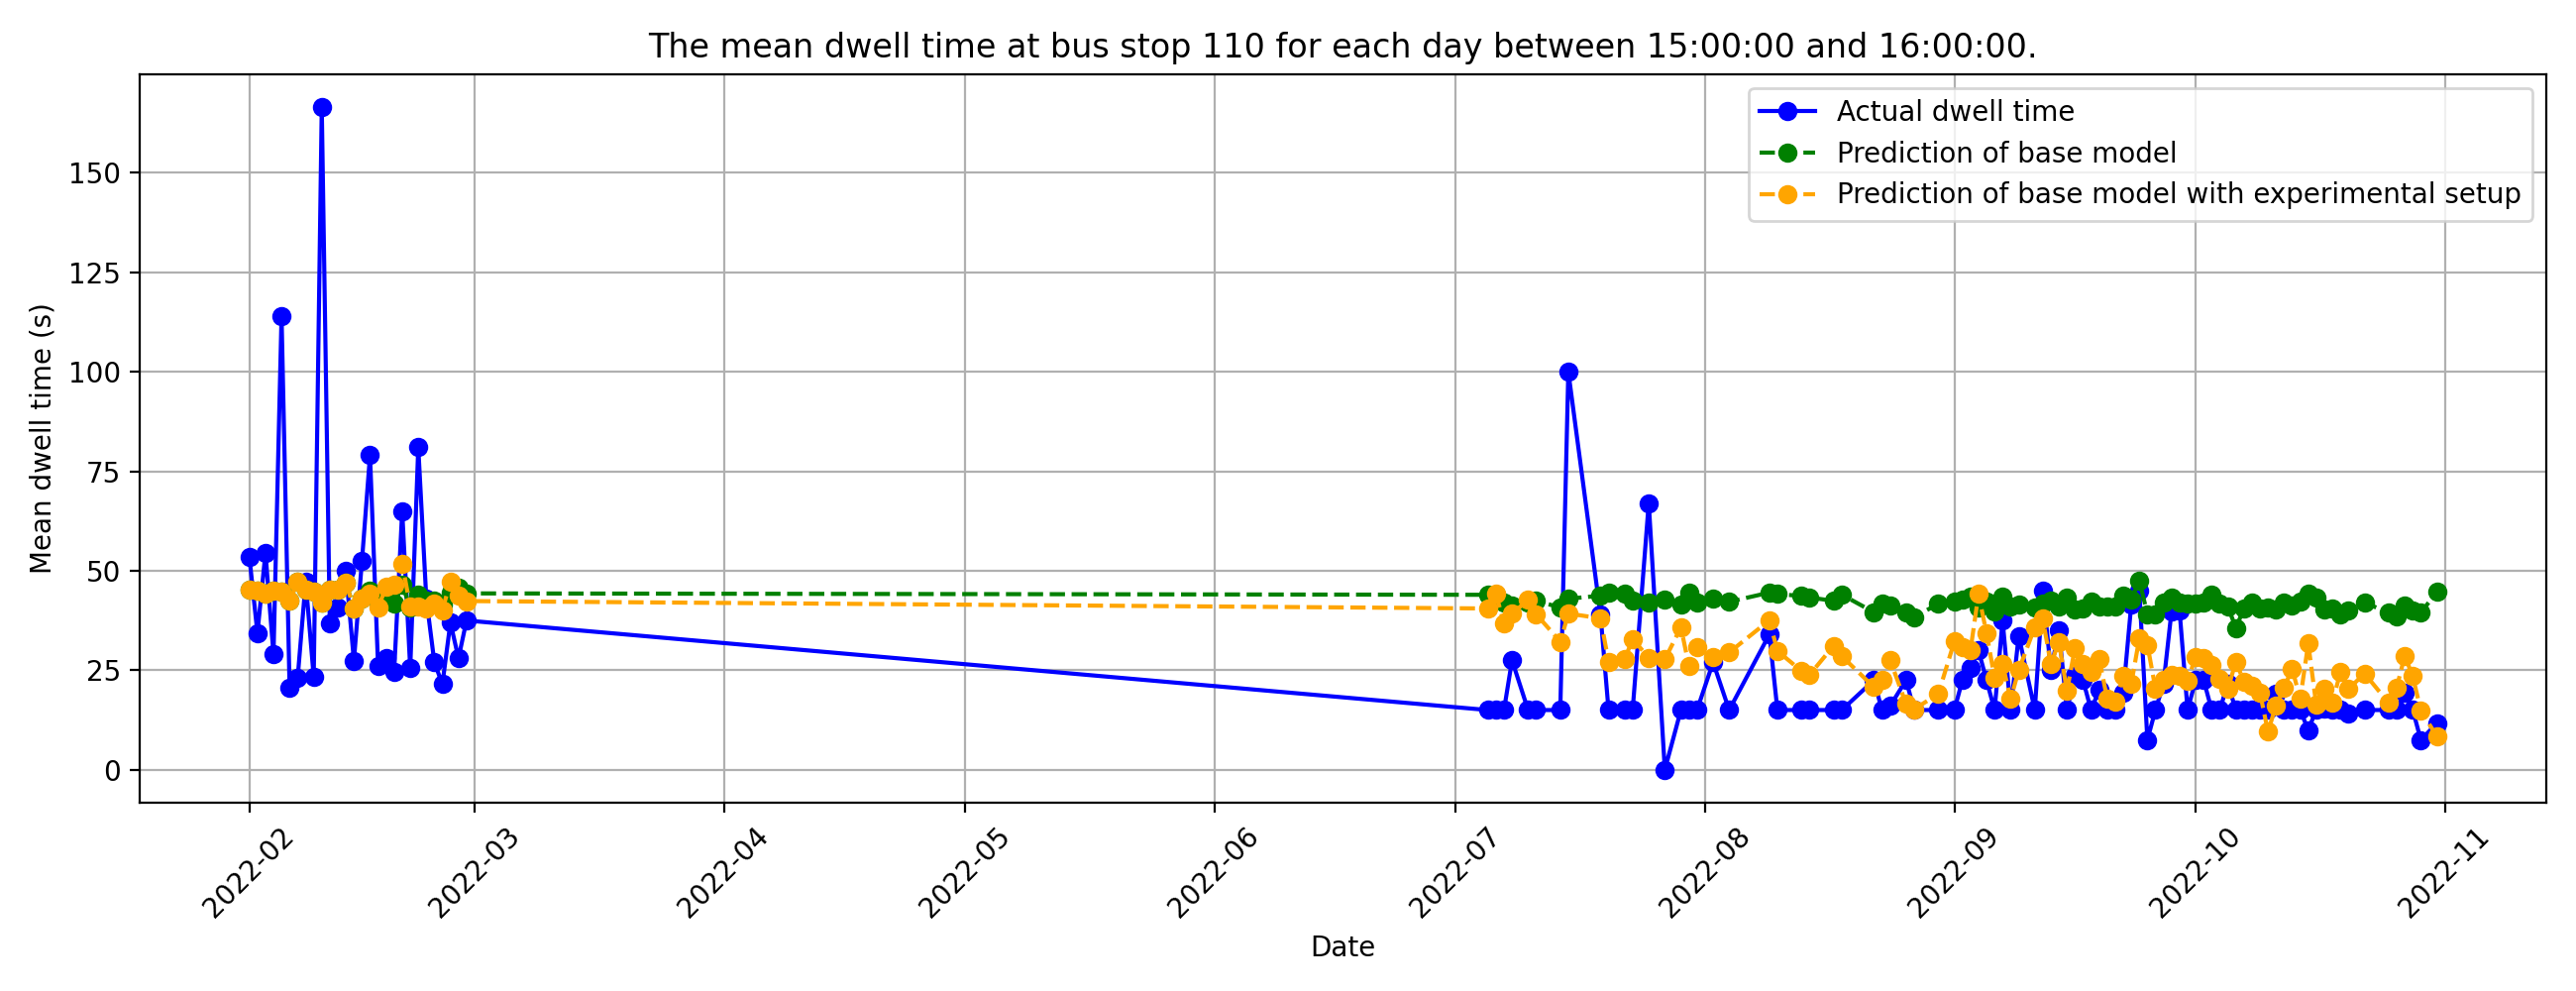 The mean dwell time at bus stop 110 for each day between 15:00:00 and 16:00:00.
Actual dwell time
Prediction of base model
Prediction of base model with experimental setup
Mean dwell time (s)
150
125
100
75
50
25
0
2022-02
2022-03
2022-04
2022-05
2022-06
2022-07
2022-08
2022-09
2022-10
2022-11
Date